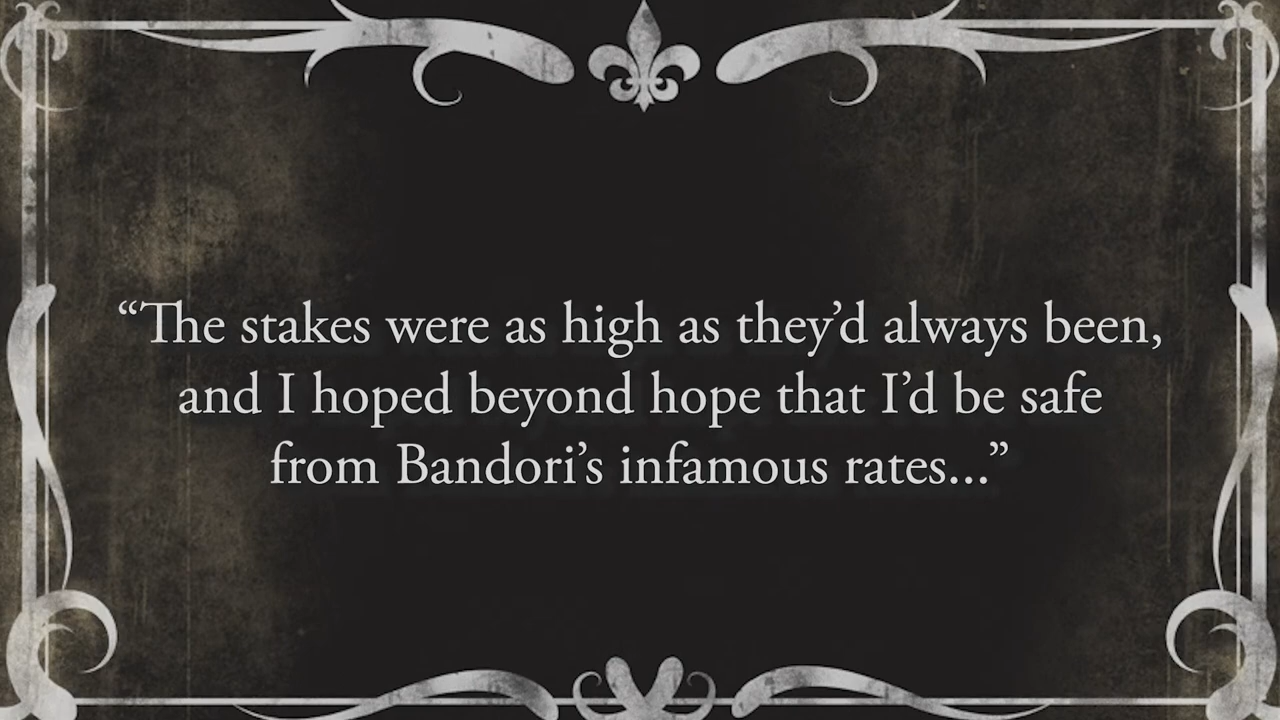 “The stakes were as high as they’d always been,
and I hoped beyond hope that I’d be safe
from Bandori’s infamous rates...”